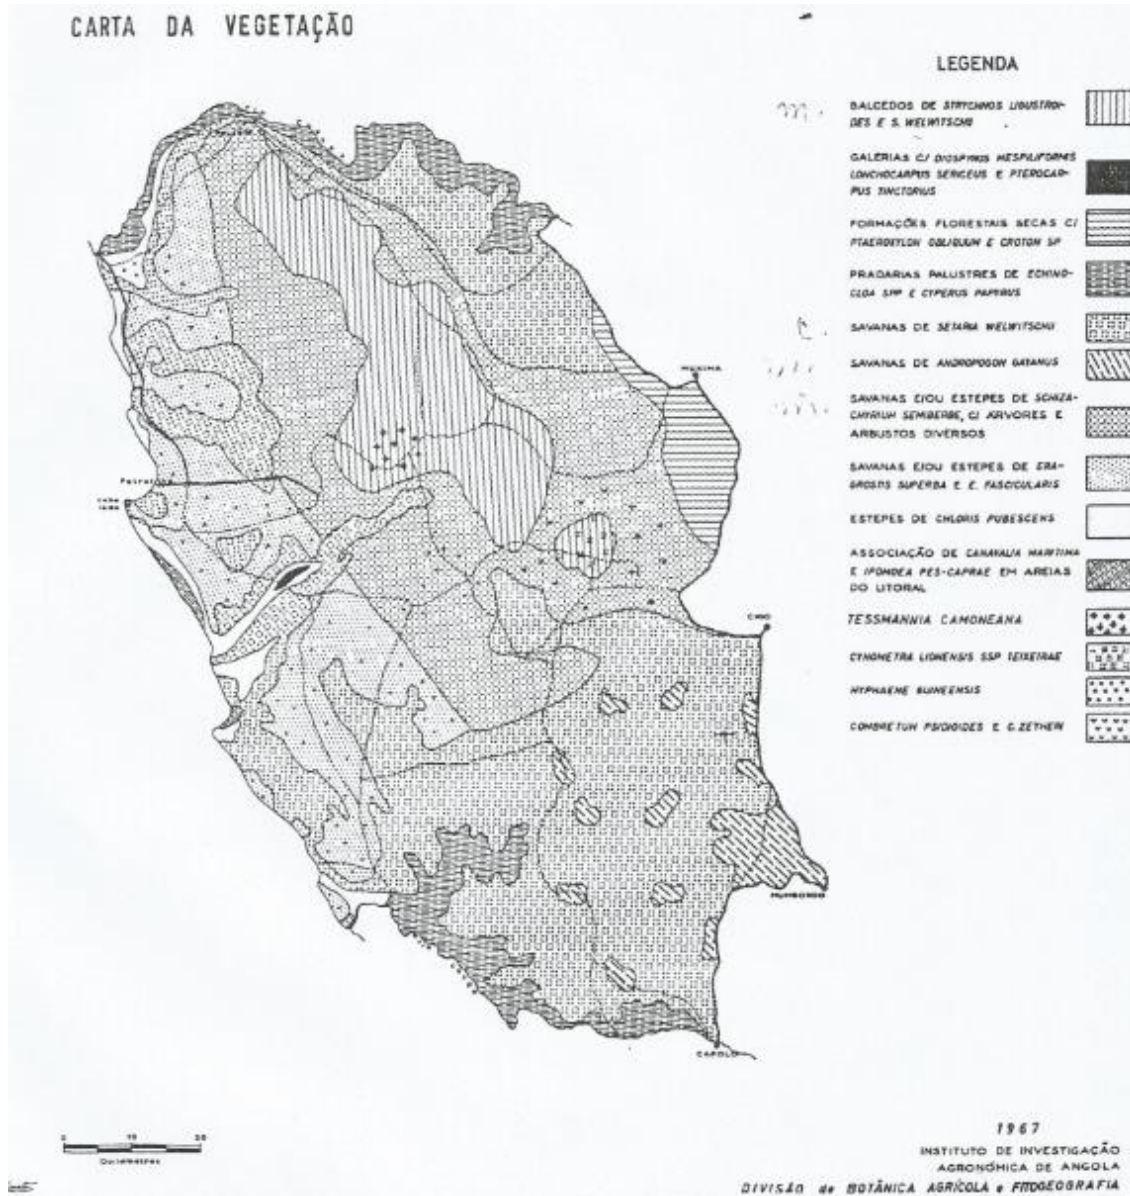 CARTA DA VEGETAÇÃO
LEGENDA
BALCEDOS DE STRYCHNOS LIGUSTROI-
DES E S. WELWITSCHII
GALERIAS C/ DIOSPYROS MESPILIFORMIS
LONCHOCARPUS SERICEUS E PTEROCAR-
PUS TINCTORIUS
FORMAÇÕES FLORESTAIS SECAS C/
PTAEROXYLON OBLIQUUM E CROTON SP
PRADARIAS PALUSTRES DE ECHINO-
CLOA SPP E CYPERUS PAPYRUS
SAVANAS DE SETARIA WELWITSCHII
SAVANAS DE ANDROPOGON GAYANUS
SAVANAS E/OU ESTEPES DE SCHIZA-
CHYRIUM SEMIBERBE, C/ ÁRVORES E
ARBUSTOS DIVERSOS
SAVANAS E/OU ESTEPES DE ERA-
GROSTIS SUPERBA E E. FASCICULARIS
ESTEPES DE CHLORIS PUBESCENS
ASSOCIAÇÃO DE CANAVALIA MARITIMA
E IPOMOEA PES-CAPRAE EM AREIAS
DO LITORAL
TESSMANNIA CAMONEANA
CYNOMETRA LIONENSIS SSP TEIXEIRAE
HYPHAENE GUINEENSIS
COMBRETUM PSIDIOIDES E C. ZEYHERI
MUXIMA
CABO
LEDO
CAPOLO
0 10 20
Quilómetros
1967
INSTITUTO DE INVESTIGAÇÃO
AGRONÓMICA DE ANGOLA
DIVISÃO de BOTÂNICA AGRÍCOLA e FITOGEOGRAFIA